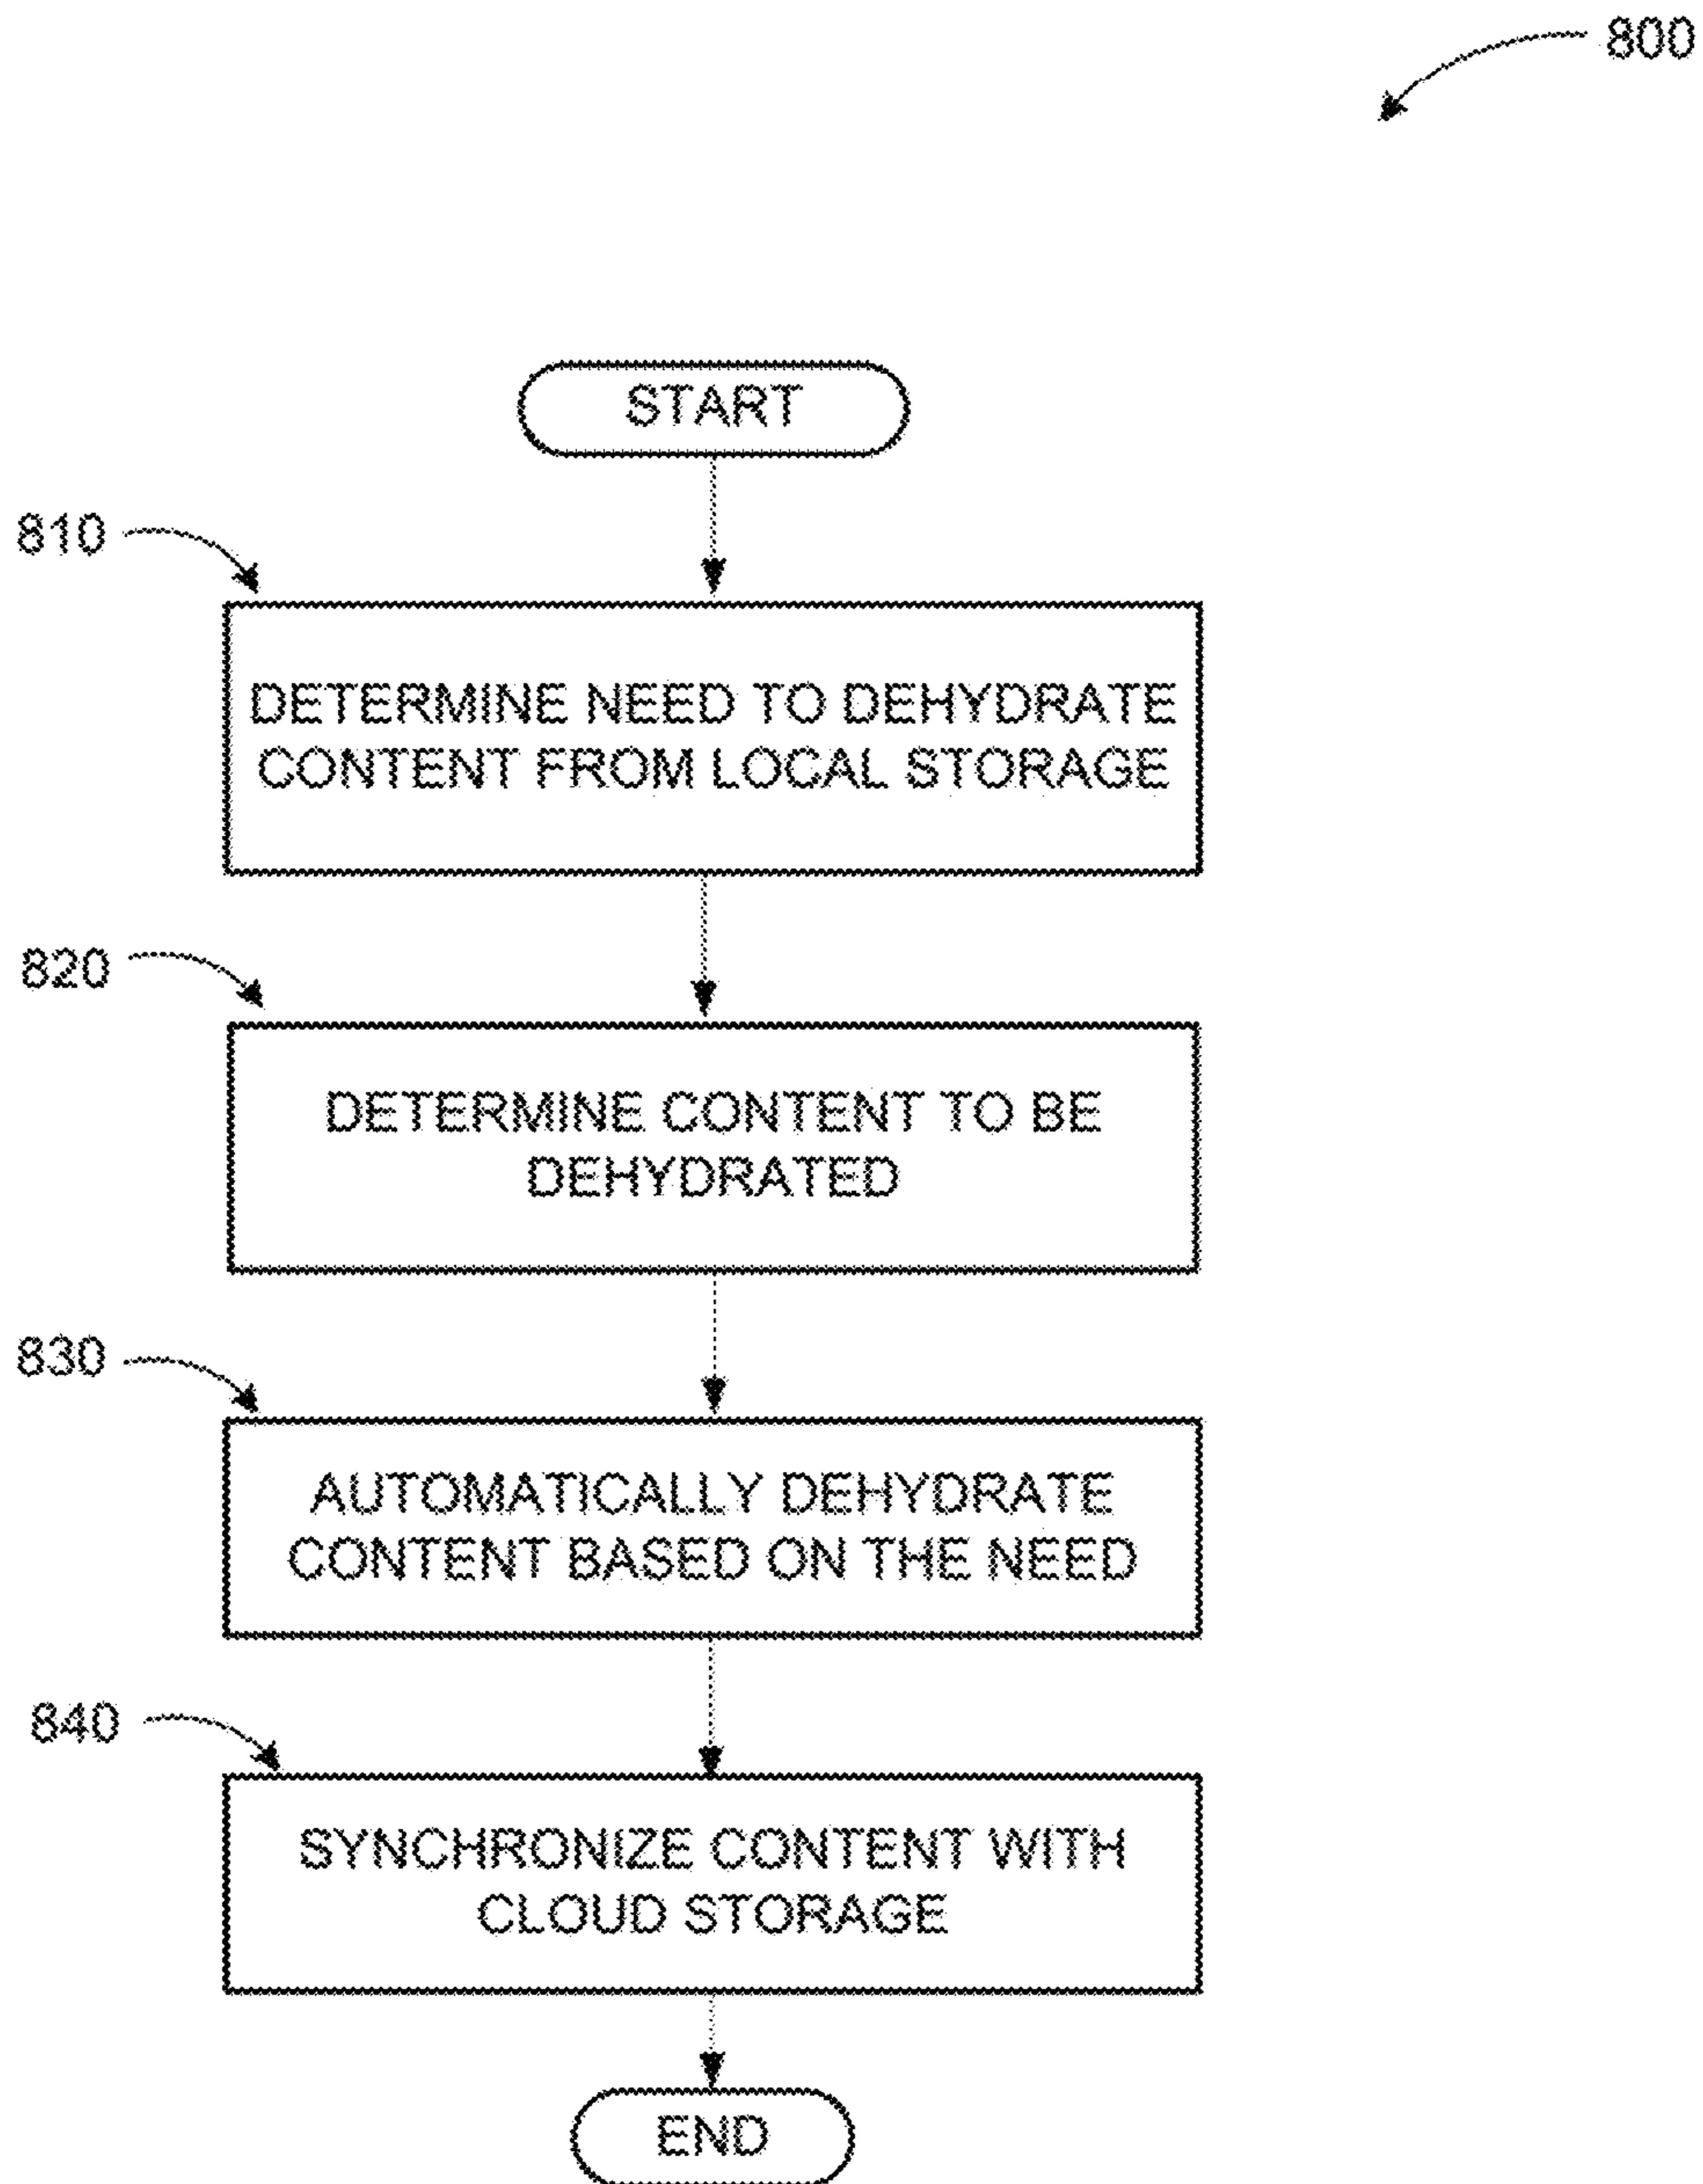 800
START
810
DETERMINE NEED TO DEHYDRATE
CONTENT FROM LOCAL STORAGE
820
DETERMINE CONTENT TO BE
DEHYDRATED
830
AUTOMATICALLY DEHYDRATE
CONTENT BASED ON THE NEED
840
SYNCHRONIZE CONTENT WITH
CLOUD STORAGE
END